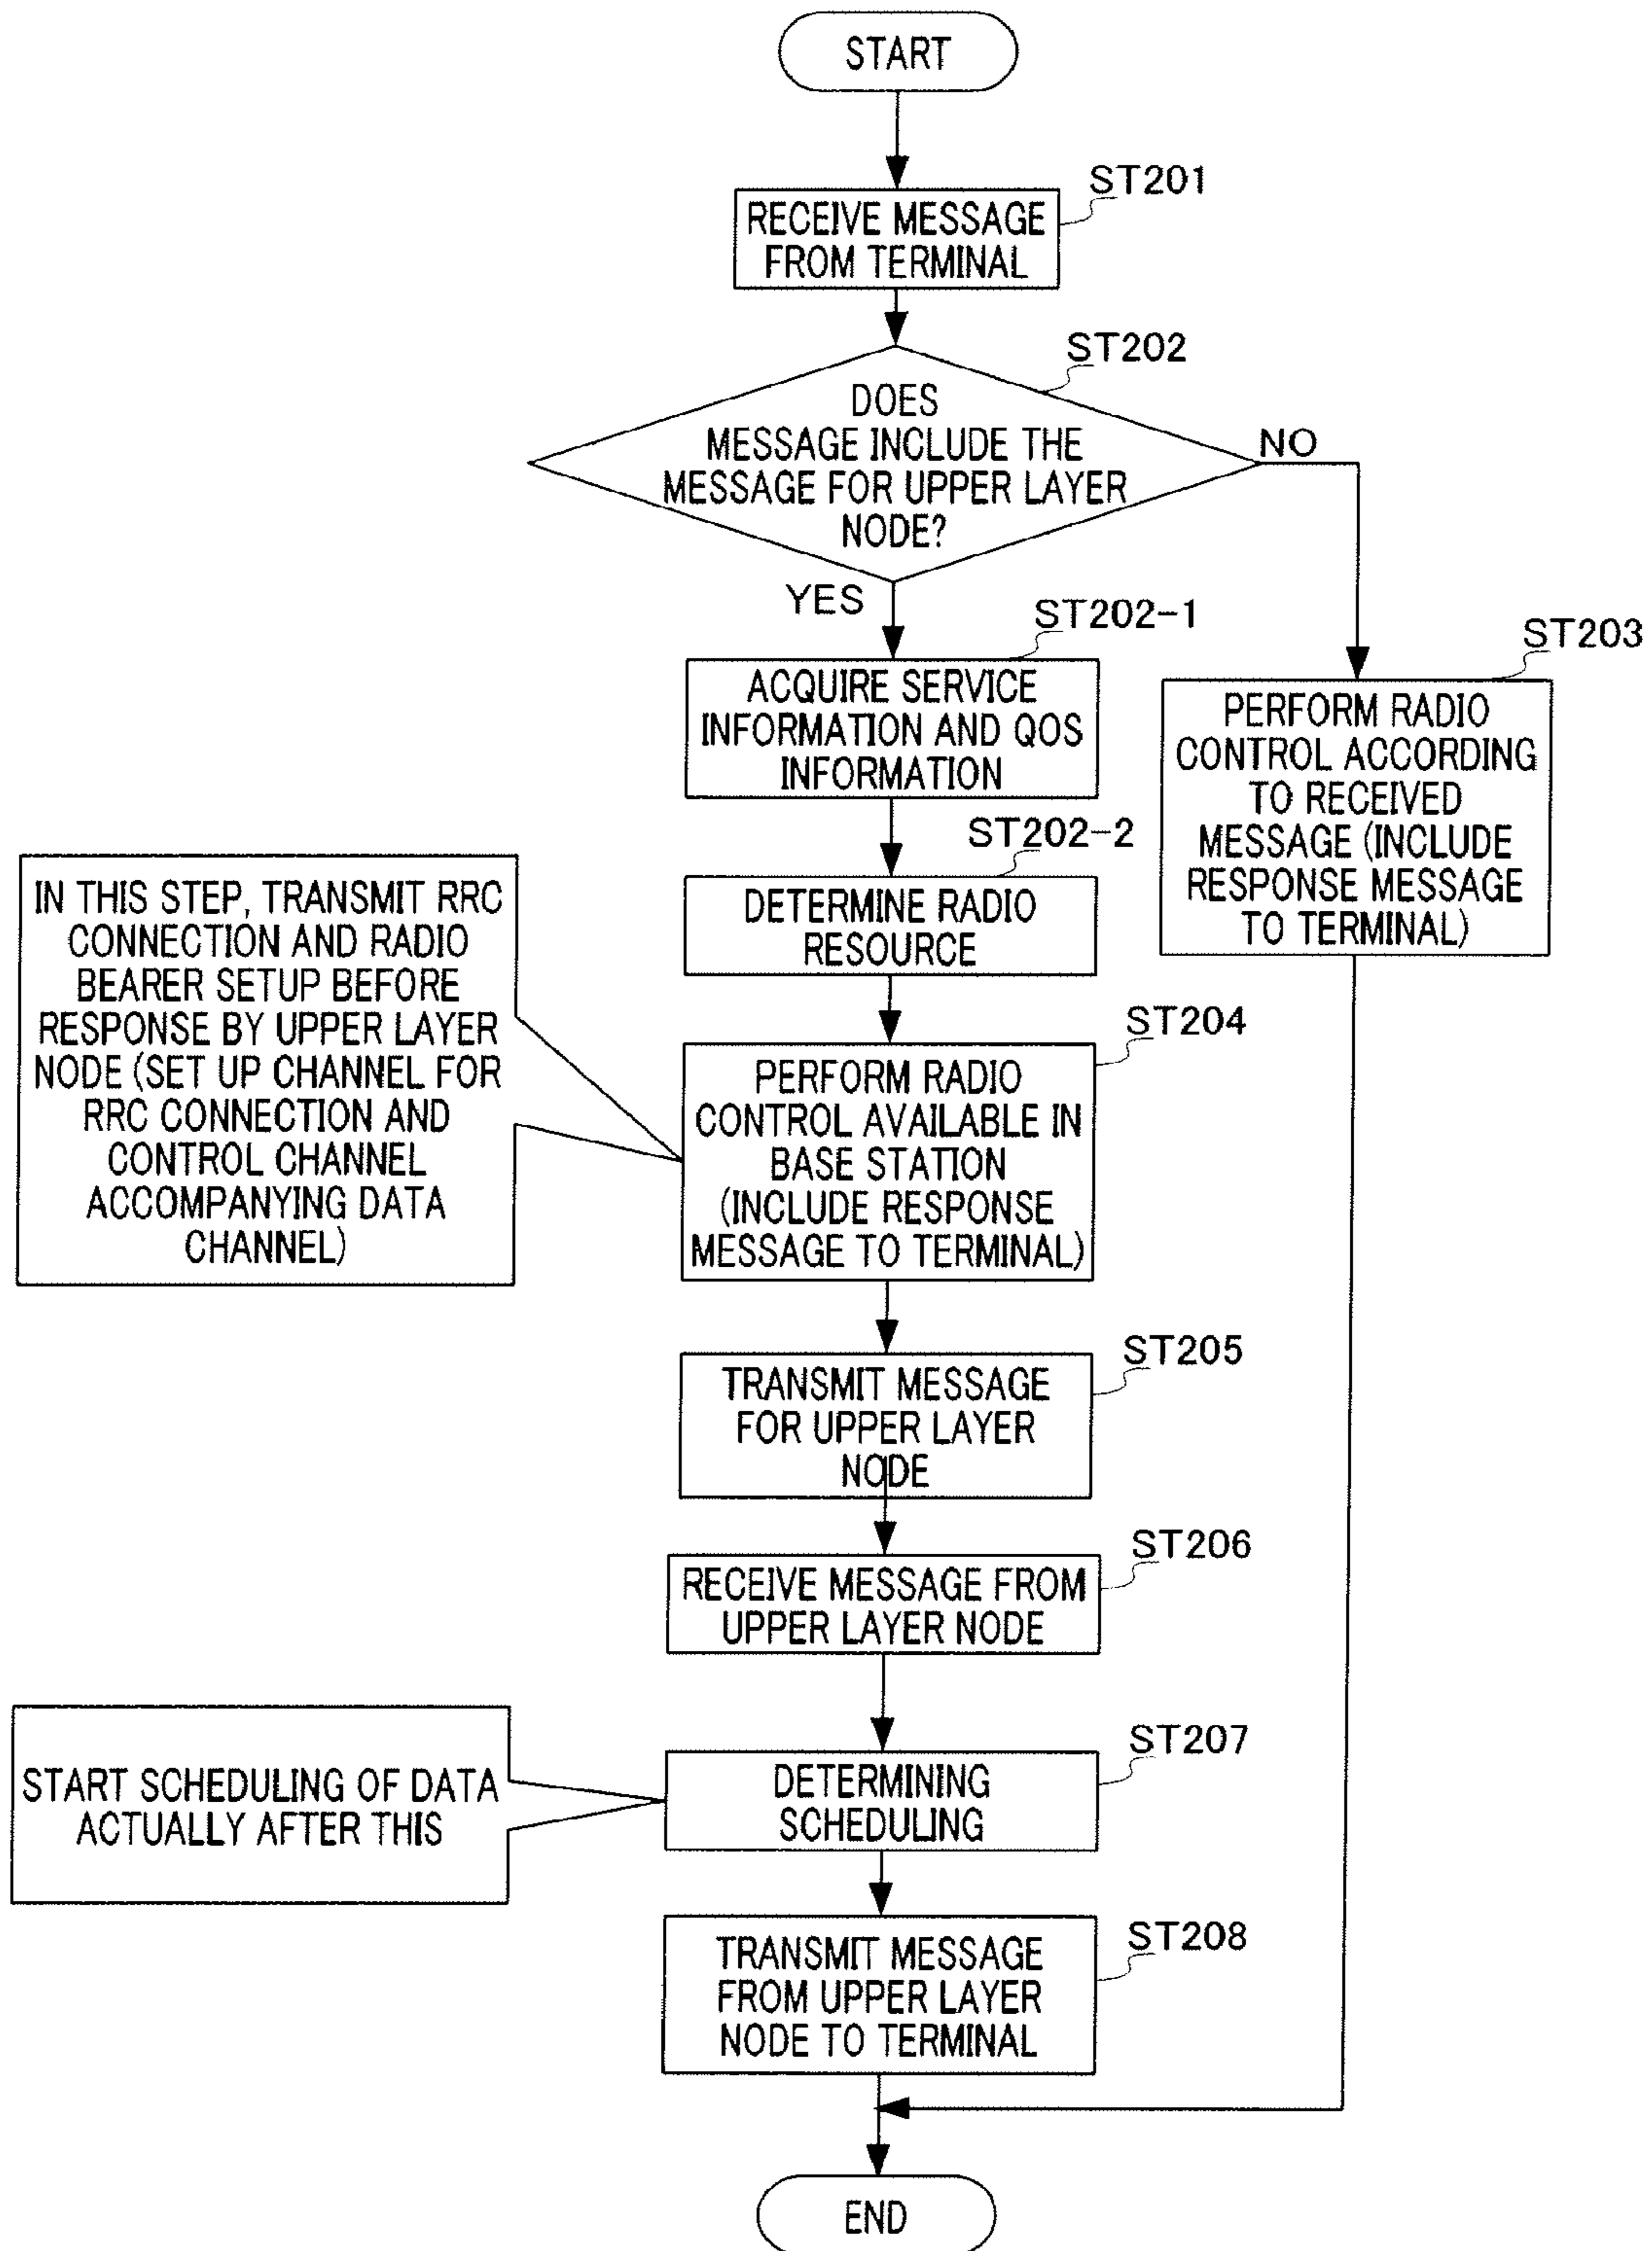 START
ST201
RECEIVE MESSAGE
FROM TERMINAL
ST202
DOES
MESSAGE INCLUDE THE
MESSAGE FOR UPPER LAYER
NODE?
NO
YES
ST202-1
ACQUIRE SERVICE
INFORMATION AND QOS
INFORMATION
ST203
PERFORM RADIO
CONTROL ACCORDING
TO RECEIVED
MESSAGE (INCLUDE
RESPONSE MESSAGE
TO TERMINAL)
ST202-2
DETERMINE RADIO
RESOURCE
IN THIS STEP, TRANSMIT RRC
CONNECTION AND RADIO
BEARER SETUP BEFORE
RESPONSE BY UPPER LAYER
NODE (SET UP CHANNEL FOR
RRC CONNECTION AND
CONTROL CHANNEL
ACCOMPANYING DATA
CHANNEL)
ST204
PERFORM RADIO
CONTROL AVAILABLE IN
BASE STATION
(INCLUDE RESPONSE
MESSAGE TO TERMINAL)
ST205
TRANSMIT MESSAGE
FOR UPPER LAYER
NODE
ST206
RECEIVE MESSAGE FROM
UPPER LAYER NODE
ST207
DETERMINING
SCHEDULING
START SCHEDULING OF DATA
ACTUALLY AFTER THIS
ST208
TRANSMIT MESSAGE
FROM UPPER LAYER
NODE TO TERMINAL
END